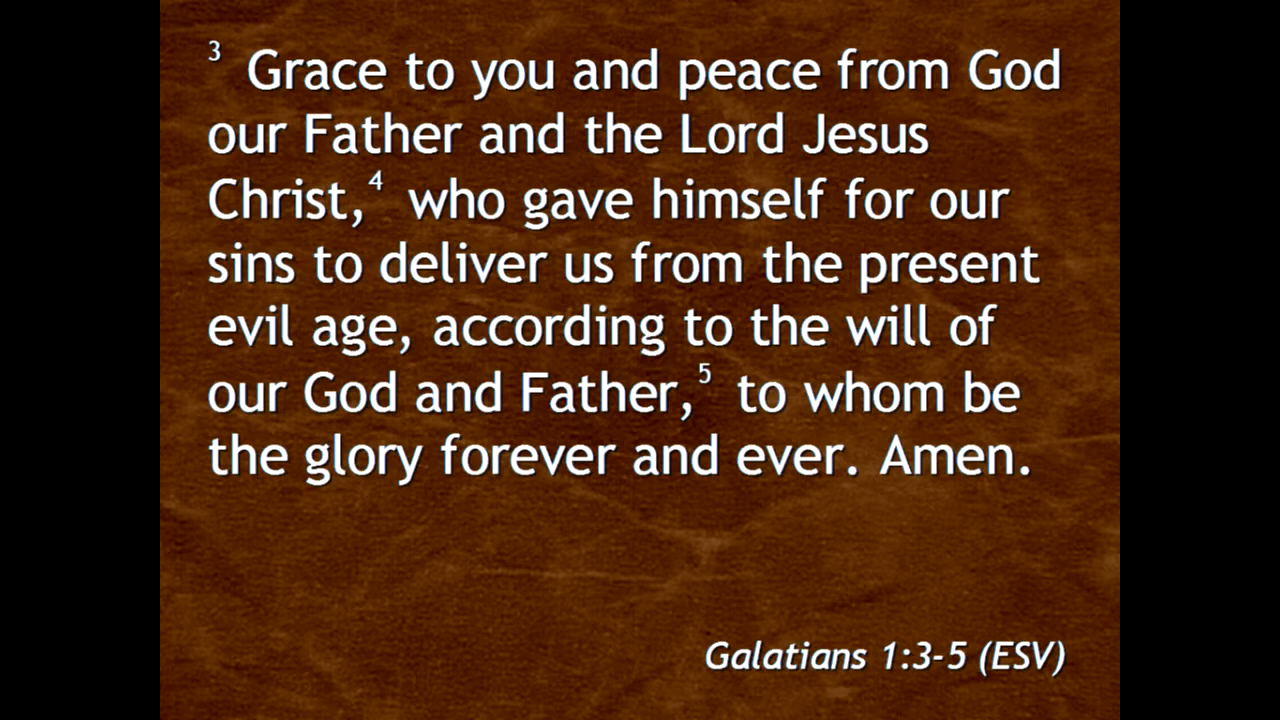 ³ Grace to you and peace from God
our Father and the Lord Jesus
Christ,⁴ who gave himself for our
sins to deliver us from the present
evil age, according to the will of
our God and Father,⁵ to whom be
the glory forever and ever. Amen.
Galatians 1:3-5 (ESV)